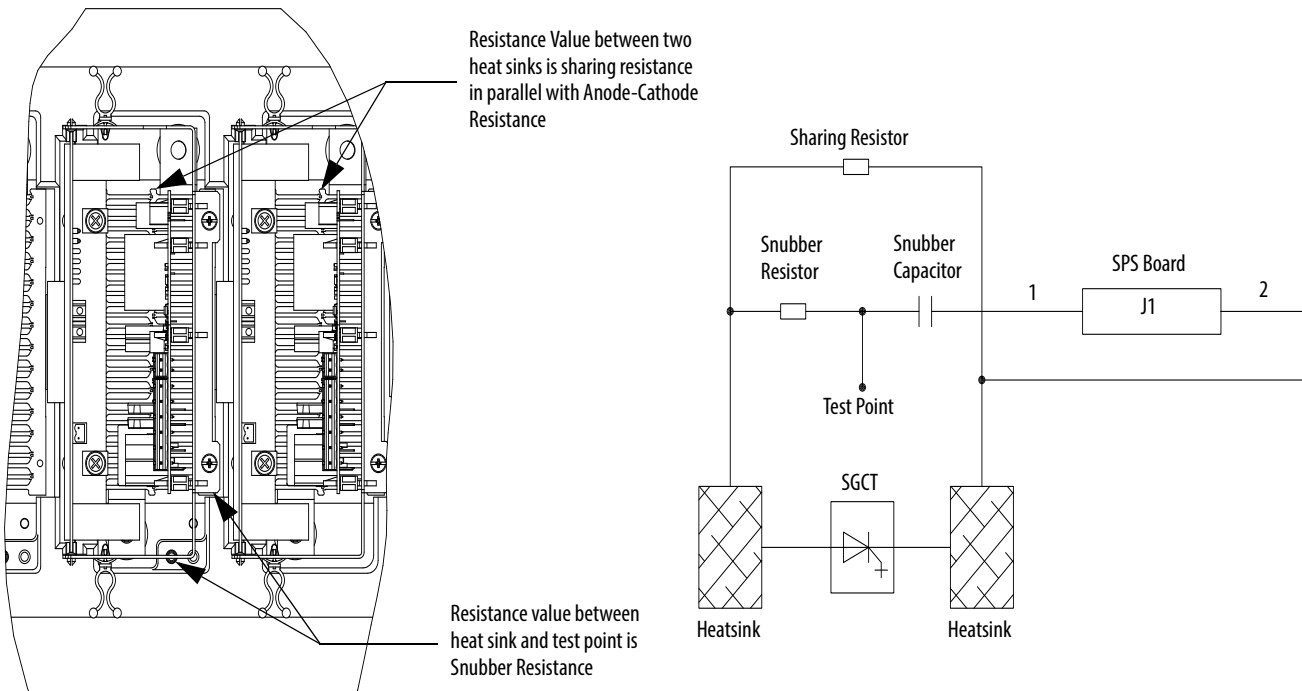 Resistance Value between two
heat sinks is sharing resistance
in parallel with Anode-Cathode
Resistance
Resistance value between
heat sink and test point is
Snubber Resistance
Sharing Resistor
Snubber
Resistor
Snubber
Capacitor
Test Point
1
SPS Board
J1
2
SGCT
Heatsink
Heatsink